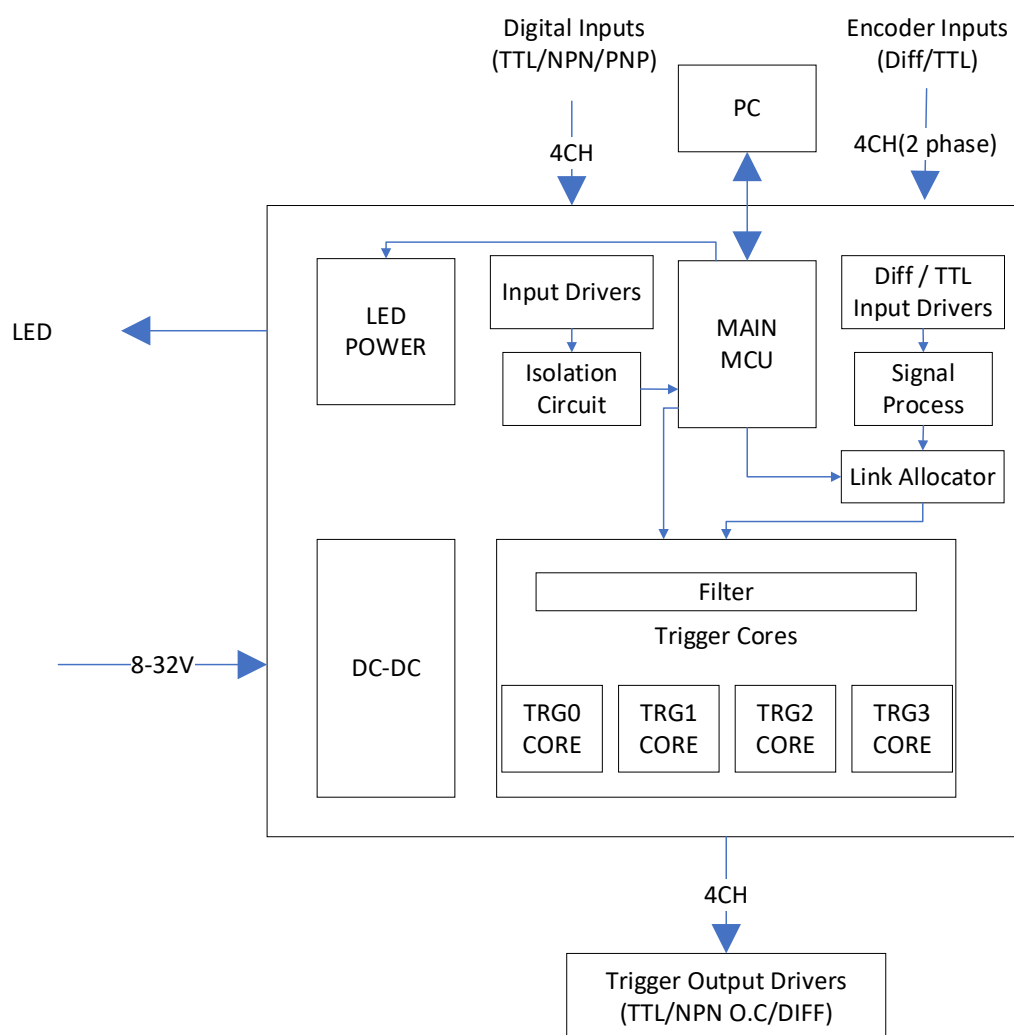 Digital Inputs
(TTL/NPN/PNP)
Encoder Inputs
(Diff/TTL)
PC
4CH
4CH(2 phase)
LED
LED
POWER
Input Drivers
Isolation
Circuit
MAIN
MCU
Diff / TTL
Input Drivers
Signal
Process
Link Allocator
8-32V
DC-DC
Filter
Trigger Cores
TRG0
CORE
TRG1
CORE
TRG2
CORE
TRG3
CORE
4CH
Trigger Output Drivers
(TTL/NPN O.C/DIFF)